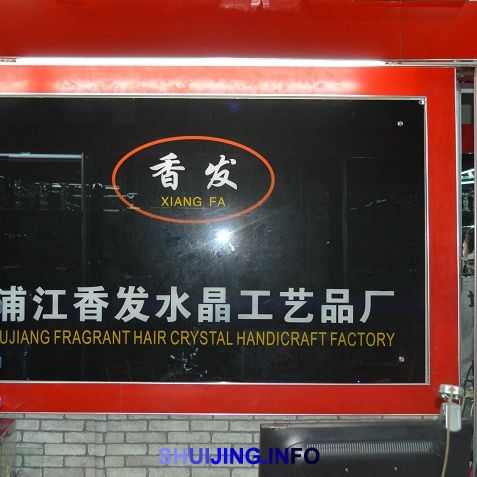 香发
XIANG FA
浦江香发水晶工艺品厂
UJIANG FRAGRANT HAIR CRYSTAL HANDICRAFT FACTORY
SHUIJING.INFO